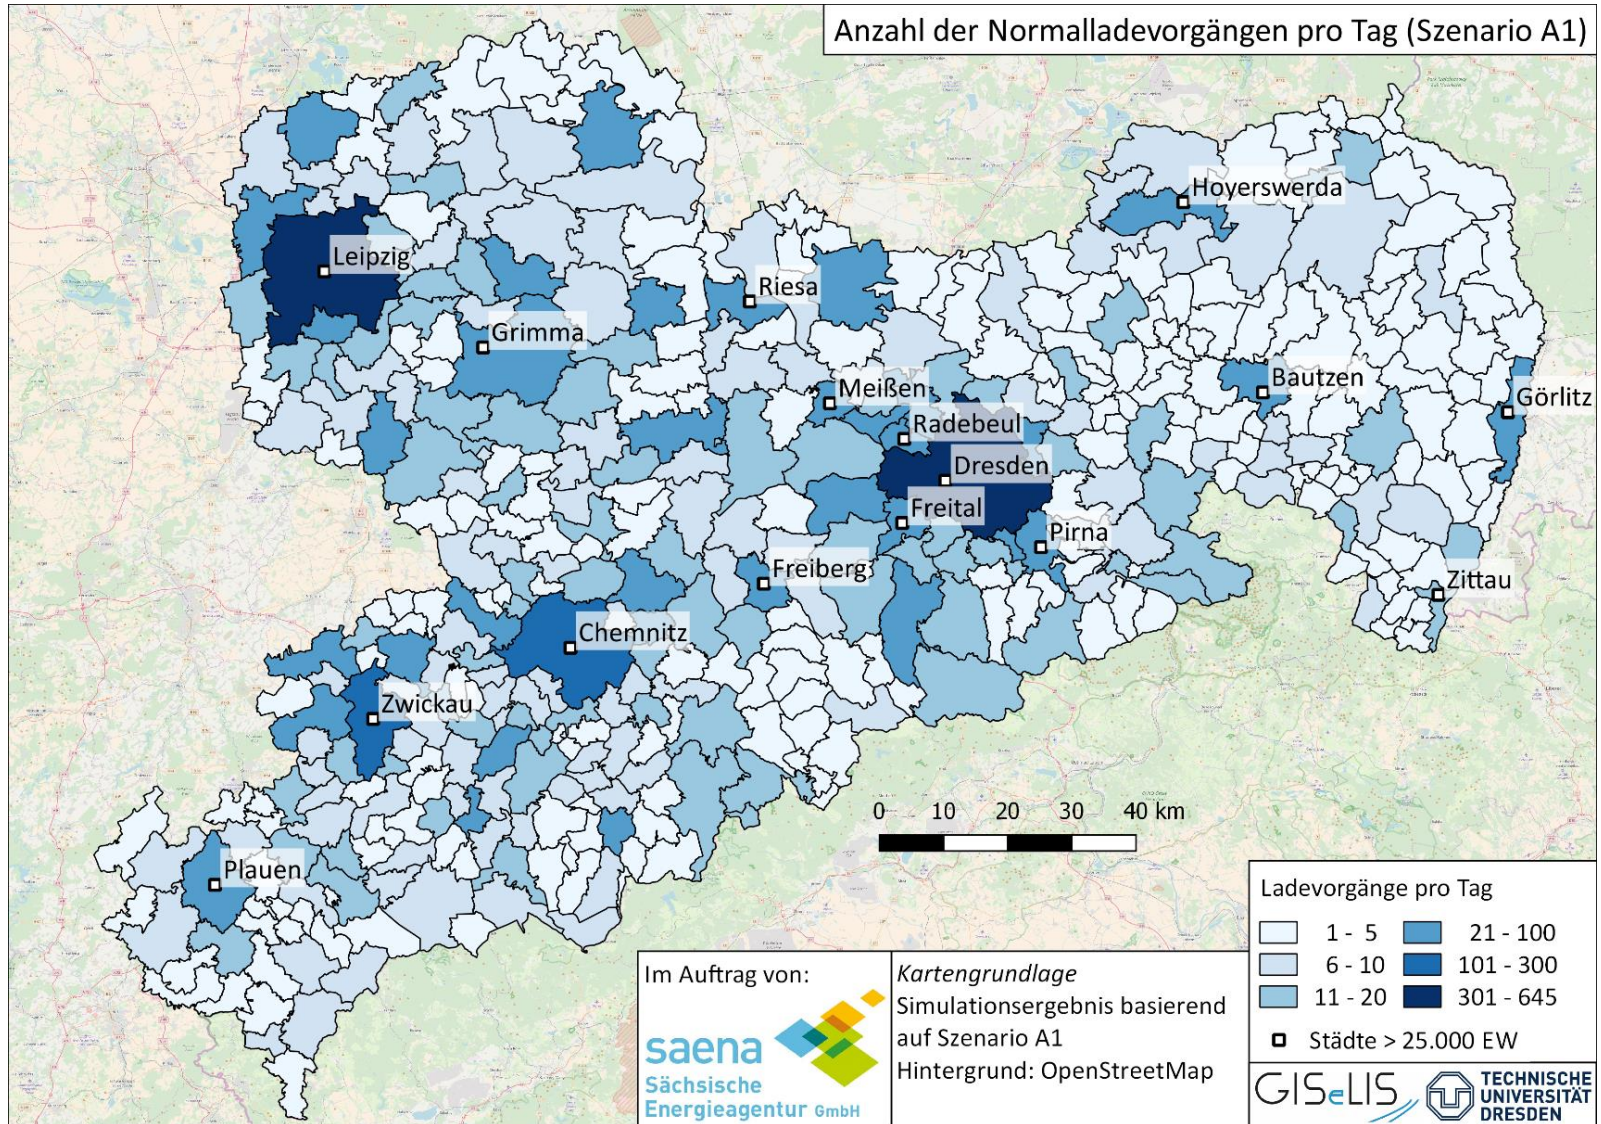 Anzahl der Normalladevorgängen pro Tag (Szenario A1)
Hoyerswerda
Leipzig
Riesa
Grimma
Meißen
Bautzen
Görlitz
Radebeul
Dresden
Freital
Pirna
Freiberg
Zittau
Chemnitz
Zwickau
Plauen
0 10 20 30 40 km
Ladevorgänge pro Tag
1 - 5 21 - 100
6 - 10 101 - 300
11 - 20 301 - 645
Städte > 25.000 EW
Im Auftrag von:
saena
Sächsische
Energieagentur GmbH
Kartengrundlage
Simulationsergebnis basierend
auf Szenario A1
Hintergrund: OpenStreetMap
GISeLIS
TECHNISCHE
UNIVERSITÄT
DRESDEN